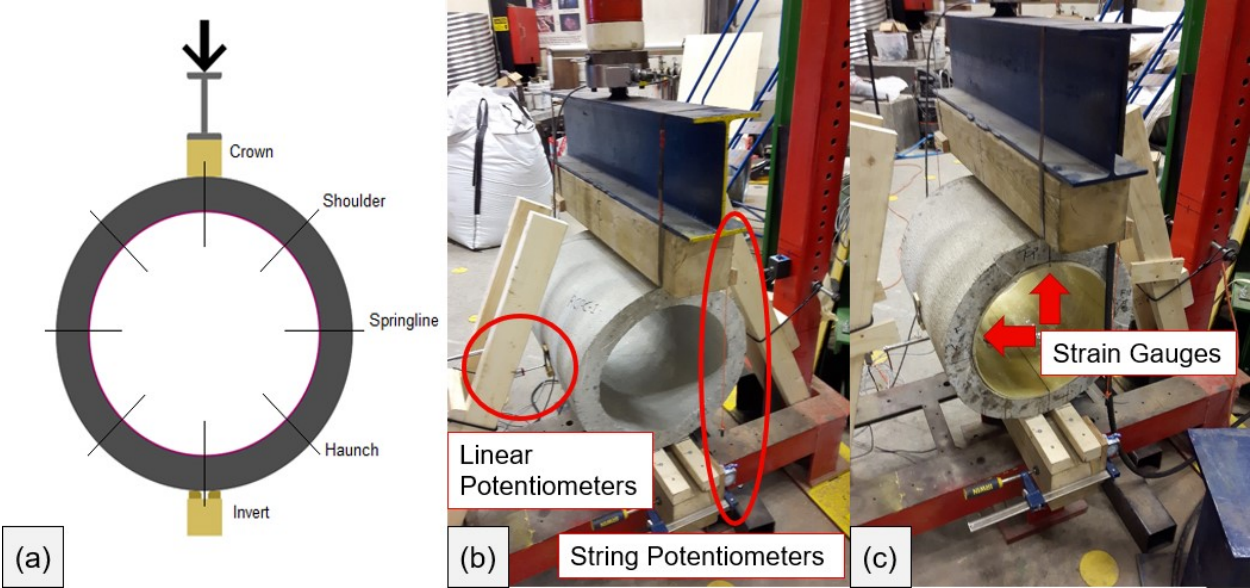 Crown
Shoulder
Springline
Haunch
Invert
(a)
Linear
Potentiometers
String Potentiometers
(b)
Strain Gauges
(c)